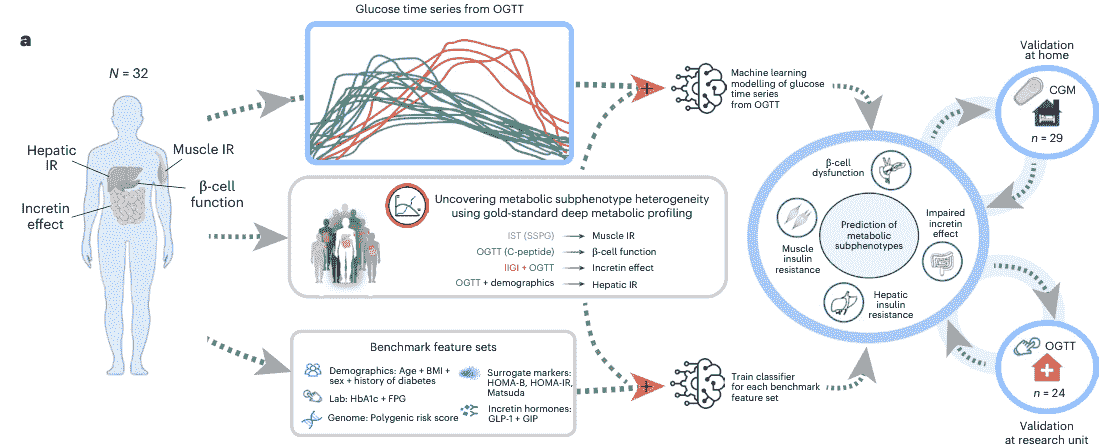 a
Glucose time series from OGTT
N = 32
Hepatic
IR
Muscle IR
β-cell
function
Incretin
effect
Machine learning
modelling of glucose
time series
from OGTT
Uncovering metabolic subphenotype heterogeneity
using gold-standard deep metabolic profiling
IST (SSPG) Muscle IR
OGTT (C-peptide) β-cell function
IIGI + OGTT Incretin effect
OGTT + demographics Hepatic IR
Benchmark feature sets
Demographics: Age + BMI +
sex + history of diabetes
Lab: HbA1c + FPG
Genome: Polygenic risk score
Surrogate markers:
HOMA-B, HOMA-IR,
Matsuda
Incretin hormones:
GLP-1 + GIP
Train classifier
for each benchmark
feature set
β-cell
dysfunction
Impaired
incretin
effect
Prediction of
metabolic
subphenotypes
Muscle
insulin
resistance
Hepatic
insulin
resistance
Validation
at home
CGM
n = 29
OGTT
n = 24
Validation
at research unit